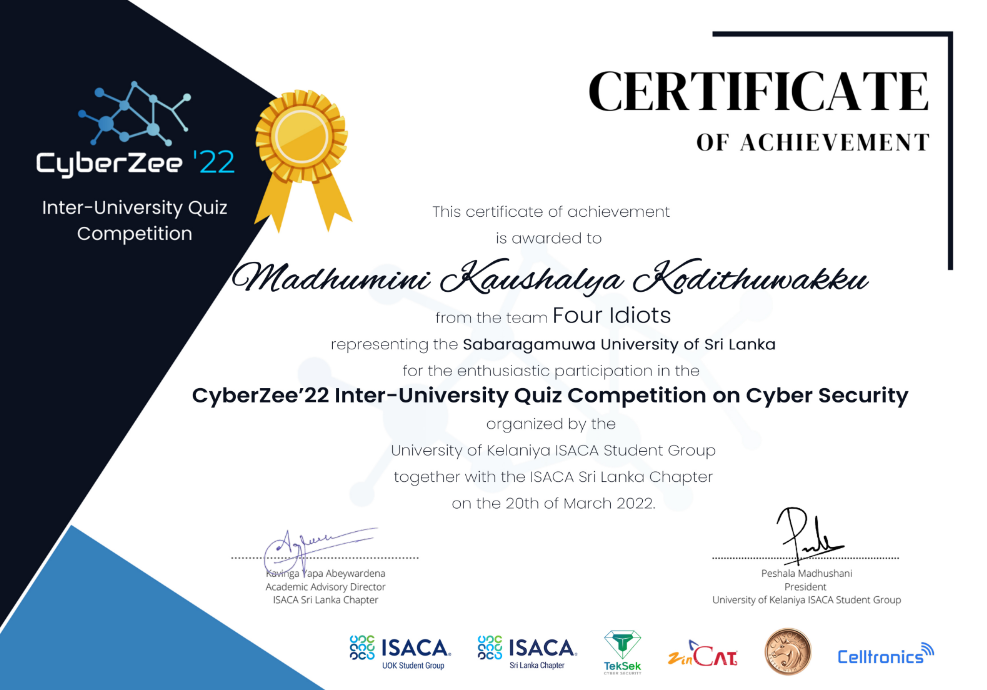 CyberZee '22
Inter-University Quiz
Competition
CERTIFICATE
OF ACHIEVEMENT
This certificate of achievement
is awarded to
Madhumini Kaushalya Kodithuwakku
from the team Four Idiots
representing the Sabaragamuwa University of Sri Lanka
for the enthusiastic participation in the
CyberZee’22 Inter-University Quiz Competition on Cyber Security
organized by the
University of Kelaniya ISACA Student Group
together with the ISACA Sri Lanka Chapter
on the 20th of March 2022.
Kavinga Yapa Abeywardena
Academic Advisory Director
ISACA Sri Lanka Chapter
Peshala Madhushani
President
University of Kelaniya ISACA Student Group
ISACA.
UOK Student Group
ISACA.
Sri Lanka Chapter
TekSek
CYBER SECURITY
zinCAT
Celltronics